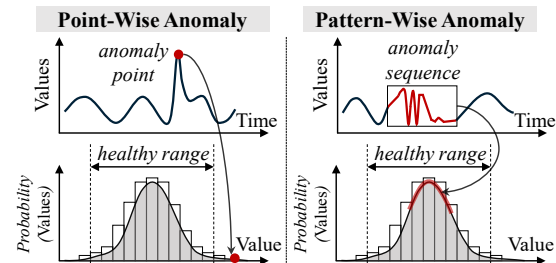 Point-Wise Anomaly
anomaly
point
Values
Time
healthy range
Probability
(Values)
Value
Pattern-Wise Anomaly
anomaly
sequence
Values
Time
healthy range
Probability
(Values)
Value